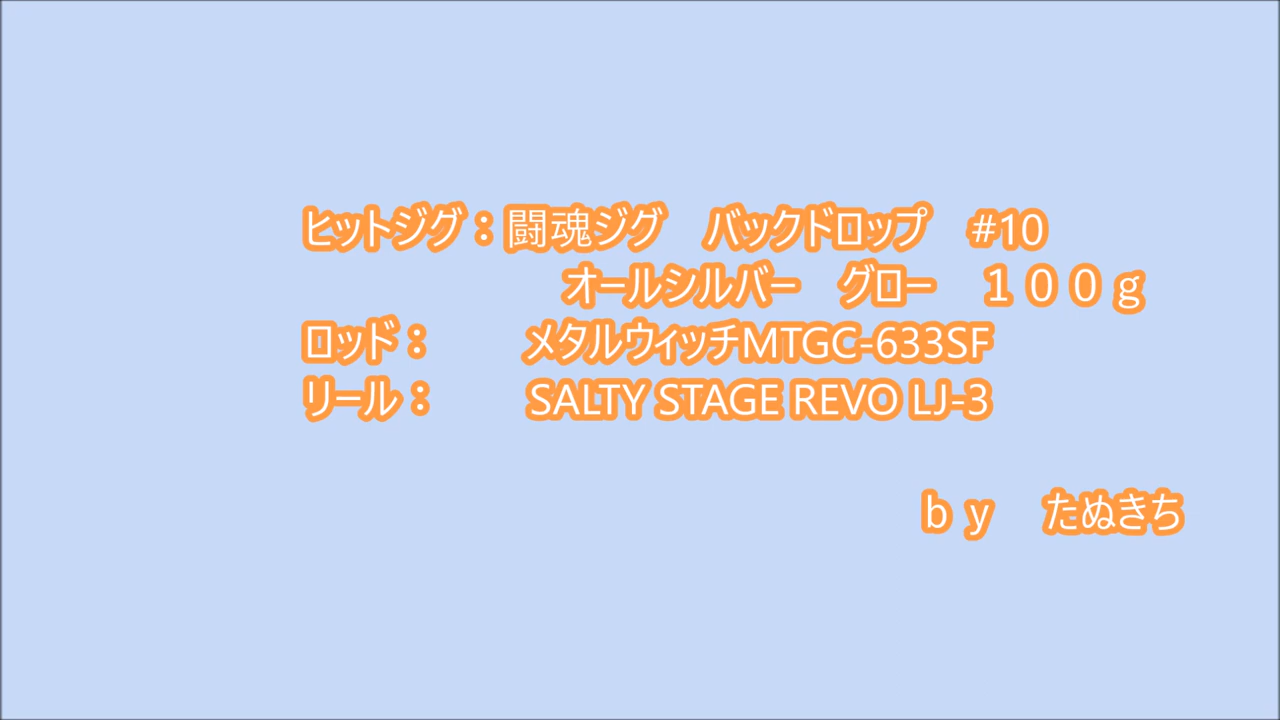 ヒットジグ：闘魂ジグ　バックドロップ　#10
オールシルバー　グロー　１００ｇ
ロッド：　　メタルウィッチMTGC-633SF
リール：　　SALTY STAGE REVO LJ-3
ｂｙ　たぬきち